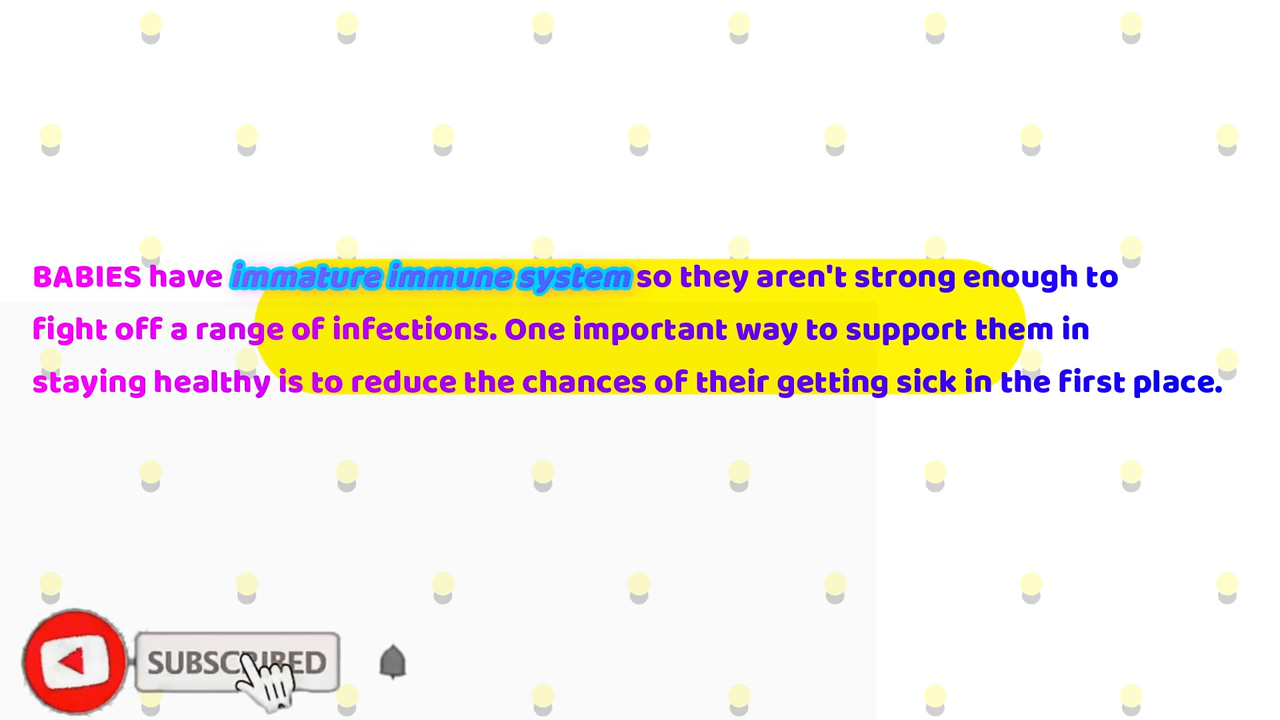 BABIES have immature immune system so they aren't strong enough to
fight off a range of infections. One important way to support them in
staying healthy is to reduce the chances of their getting sick in the first place.
SUBSCRIBED